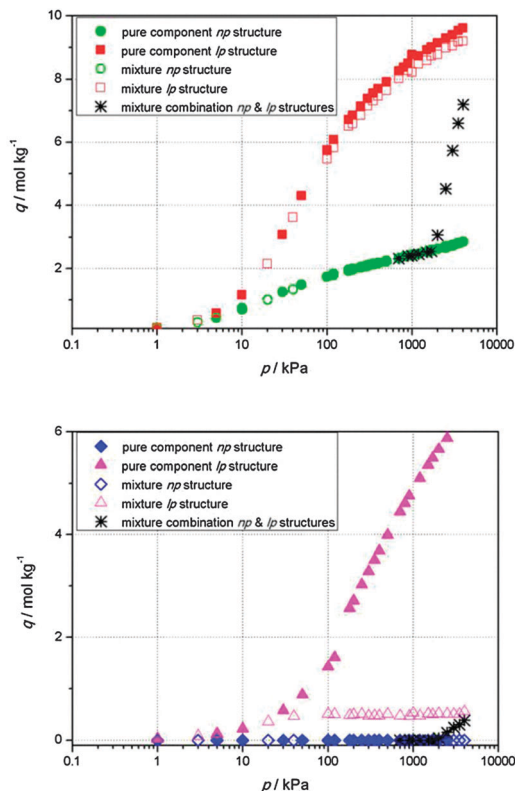 pure component np structure
pure component lp structure
mixture np structure
mixture lp structure
mixture combination np & lp structures
q / mol kg⁻¹
10
8
6
4
2
0.1
1
10
100
1000
10000
p / kPa
pure component np structure
pure component lp structure
mixture np structure
mixture lp structure
mixture combination np & lp structures
q / mol kg⁻¹
6
4
2
0
0.1
1
10
100
1000
10000
p / kPa